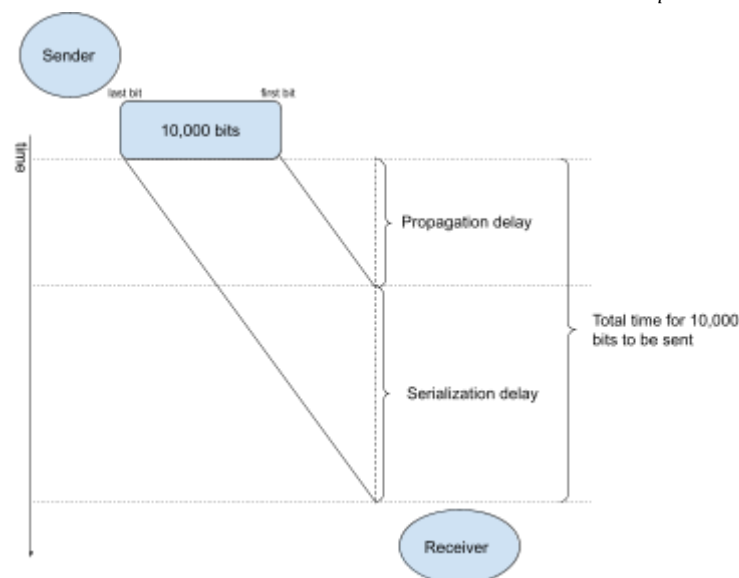 Sender
last bit
first bit
10,000 bits
time
Propagation delay
Total time for 10,000
bits to be sent
Serialization delay
Receiver